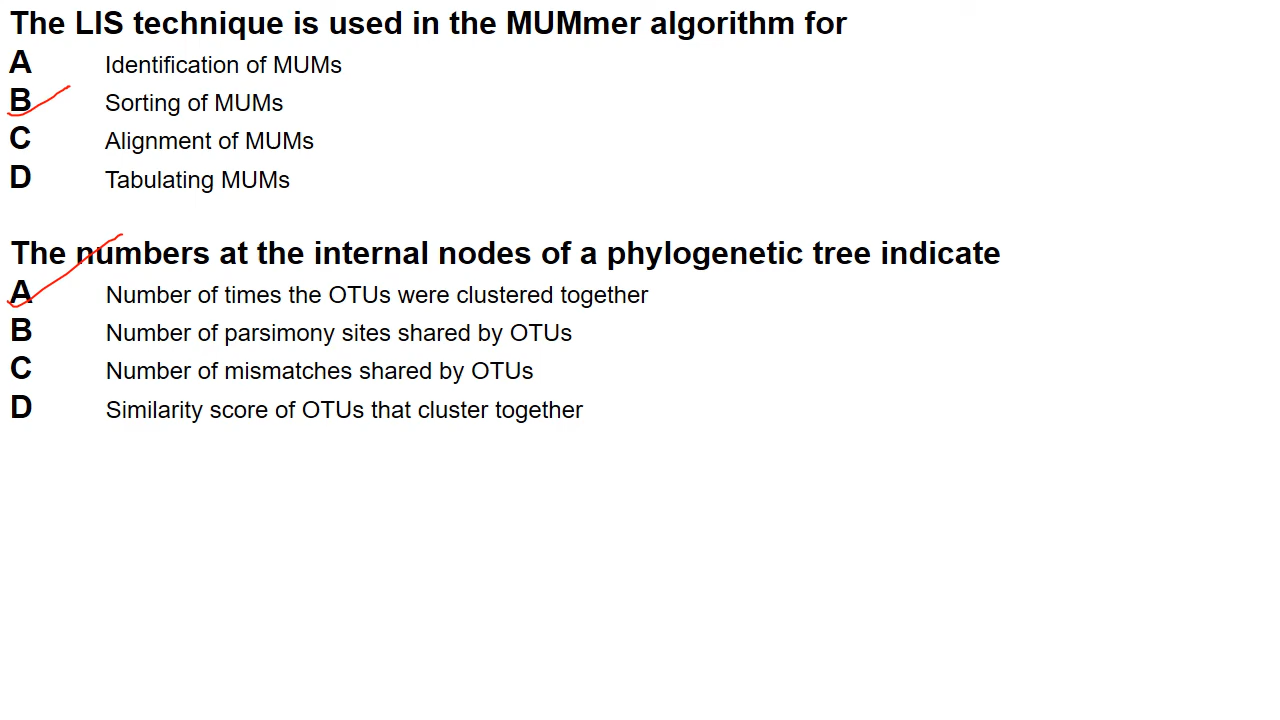 The LIS technique is used in the MUMmer algorithm for
A Identification of MUMs
B Sorting of MUMs
C Alignment of MUMs
D Tabulating MUMs
The numbers at the internal nodes of a phylogenetic tree indicate
A Number of times the OTUs were clustered together
B Number of parsimony sites shared by OTUs
C Number of mismatches shared by OTUs
D Similarity score of OTUs that cluster together